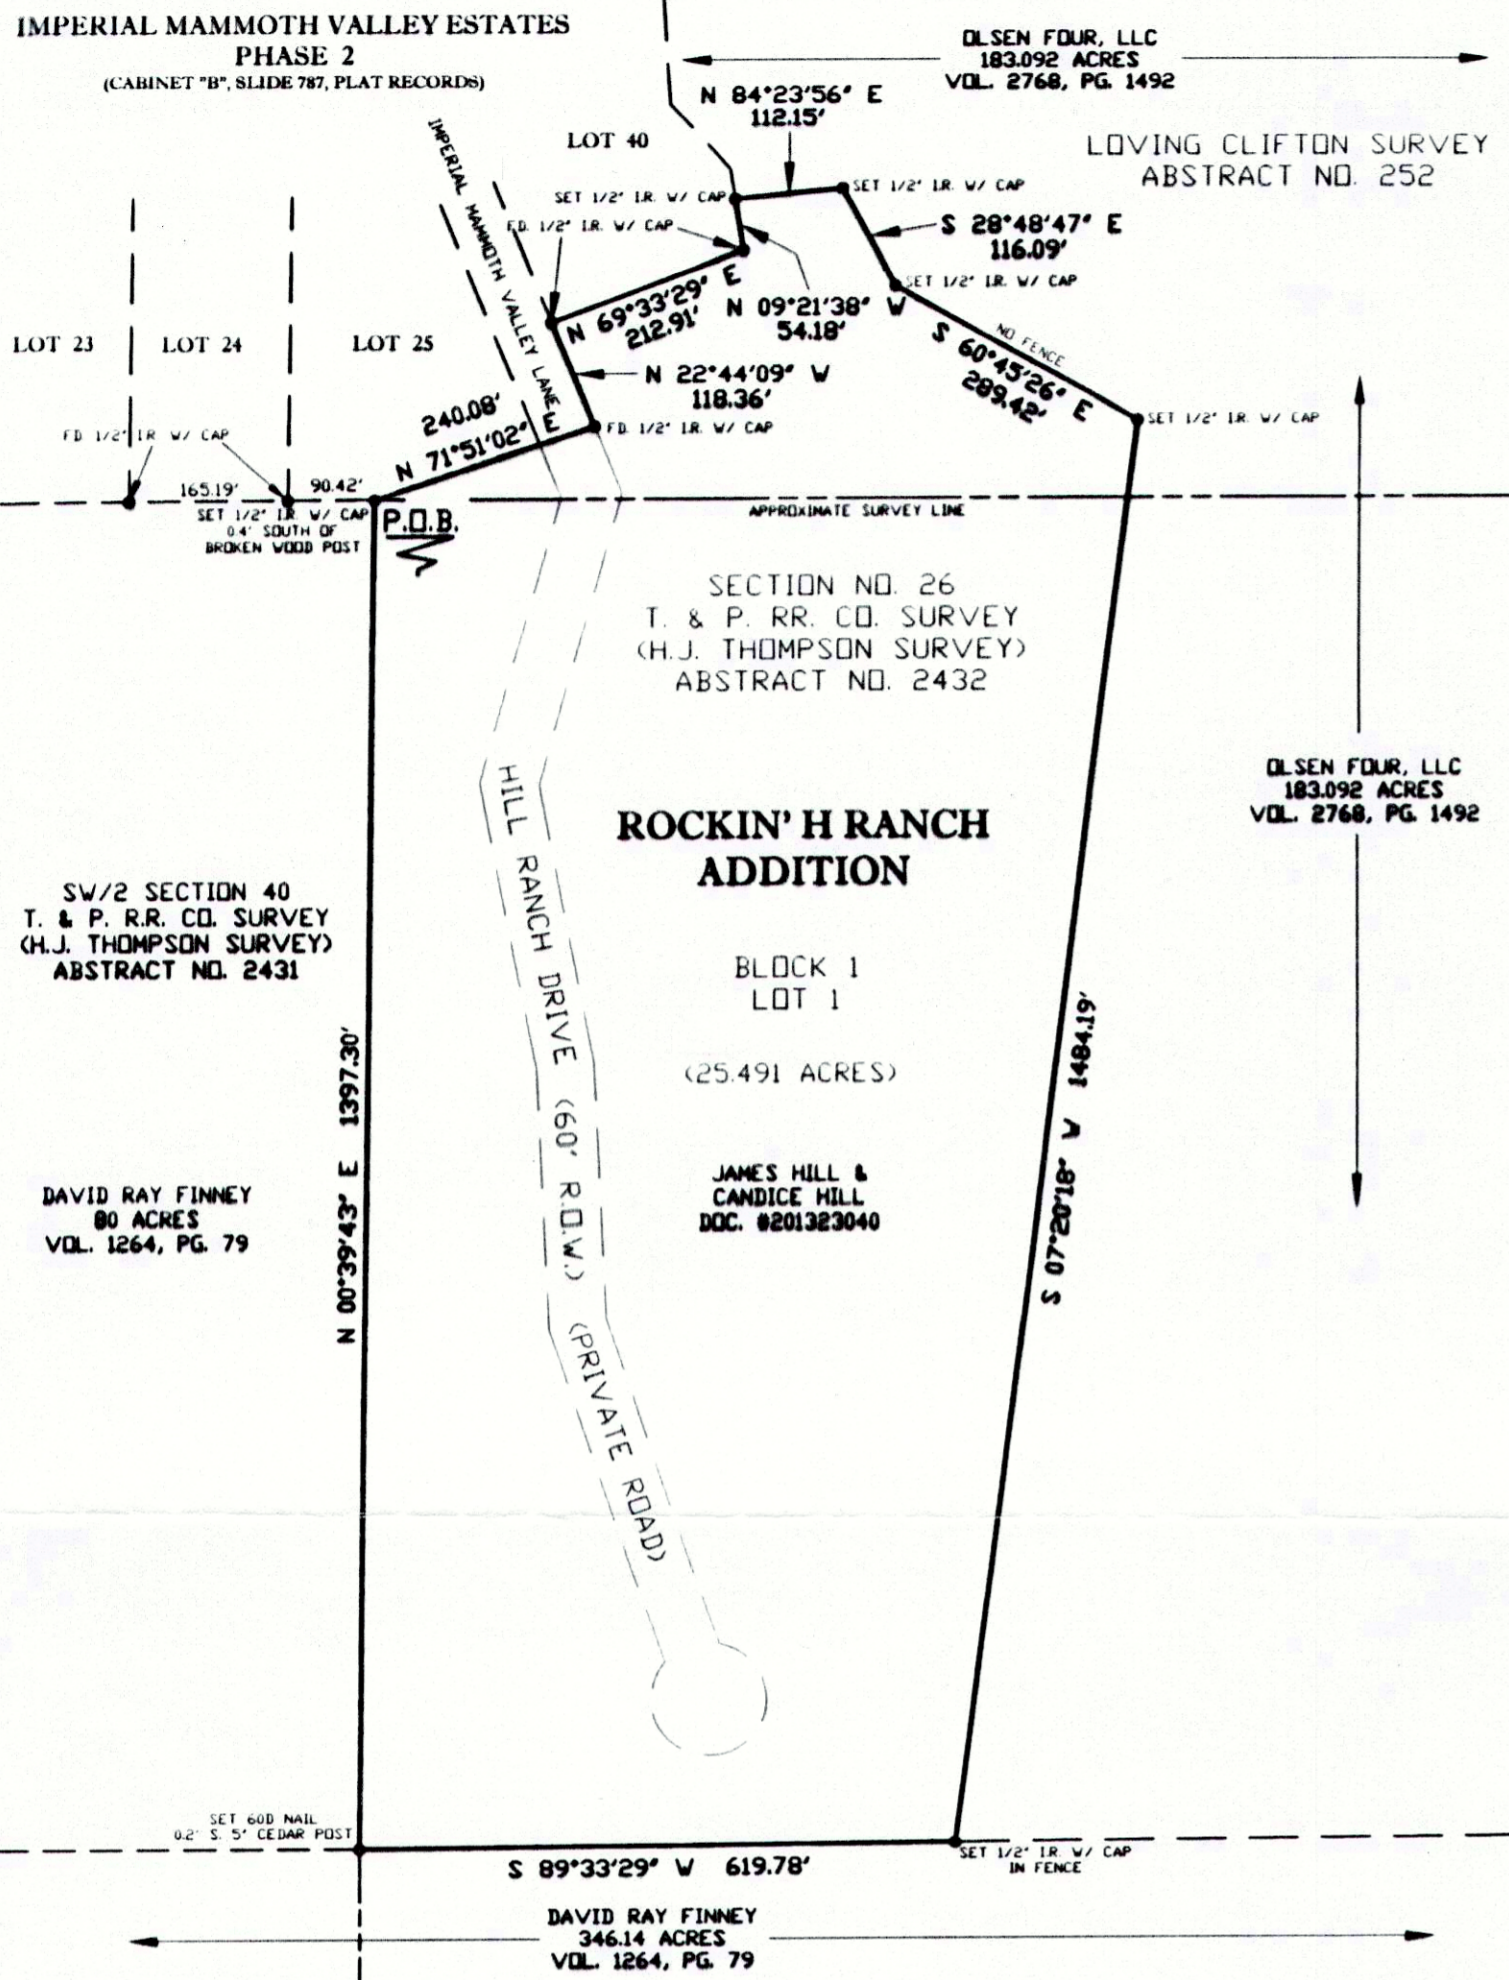 IMPERIAL MAMMOTH VALLEY ESTATES
PHASE 2
(CABINET "B", SLIDE 787, PLAT RECORDS)
OLSEN FOUR, LLC
183.092 ACRES
VOL. 2768, PG. 1492
N 84°23'56" E
112.15'
LOT 40
LOVING CLIFTON SURVEY
ABSTRACT NO. 252
IMPERIAL MAMMOTH VALLEY LANE
SET 1/2" I.R. W/ CAP
SET 1/2" I.R. W/ CAP
FD. 1/2" I.R. W/ CAP
S 28°48'47" E
116.09'
SET 1/2" I.R. W/ CAP
N 69°33'29" E
212.91'
N 09°21'38" W
54.18'
NO FENCE
S 60°45'26" E
289.42'
LOT 23
LOT 24
LOT 25
N 22°44'09" W
118.36'
240.08'
N 71°51'02" E
FD. 1/2" I.R. W/ CAP
SET 1/2" I.R. W/ CAP
FD 1/2" IR W/ CAP
165.19'
90.42'
SET 1/2" I.R. W/ CAP
0.4' SOUTH OF
BROKEN WOOD POST
P.O.B.
APPROXIMATE SURVEY LINE
SECTION NO. 26
T. & P. RR. CO. SURVEY
(H.J. THOMPSON SURVEY)
ABSTRACT NO. 2432
HILL RANCH DRIVE (60' R.O.W.) (PRIVATE ROAD)
ROCKIN' H RANCH
ADDITION
OLSEN FOUR, LLC
183.092 ACRES
VOL. 2768, PG. 1492
SW/2 SECTION 40
T. & P. R.R. CO. SURVEY
(H.J. THOMPSON SURVEY)
ABSTRACT NO. 2431
BLOCK 1
LOT 1
(25.491 ACRES)
N 00°39'43" E 1397.30'
S 07°20'18" W 1484.19'
JAMES HILL &
CANDICE HILL
DOC. #201323040
DAVID RAY FINNEY
80 ACRES
VOL. 1264, PG. 79
SET 60D NAIL
0.2' S. 5" CEDAR POST
SET 1/2" I.R. W/ CAP
IN FENCE
S 89°33'29" W 619.78'
DAVID RAY FINNEY
346.14 ACRES
VOL. 1264, PG. 79